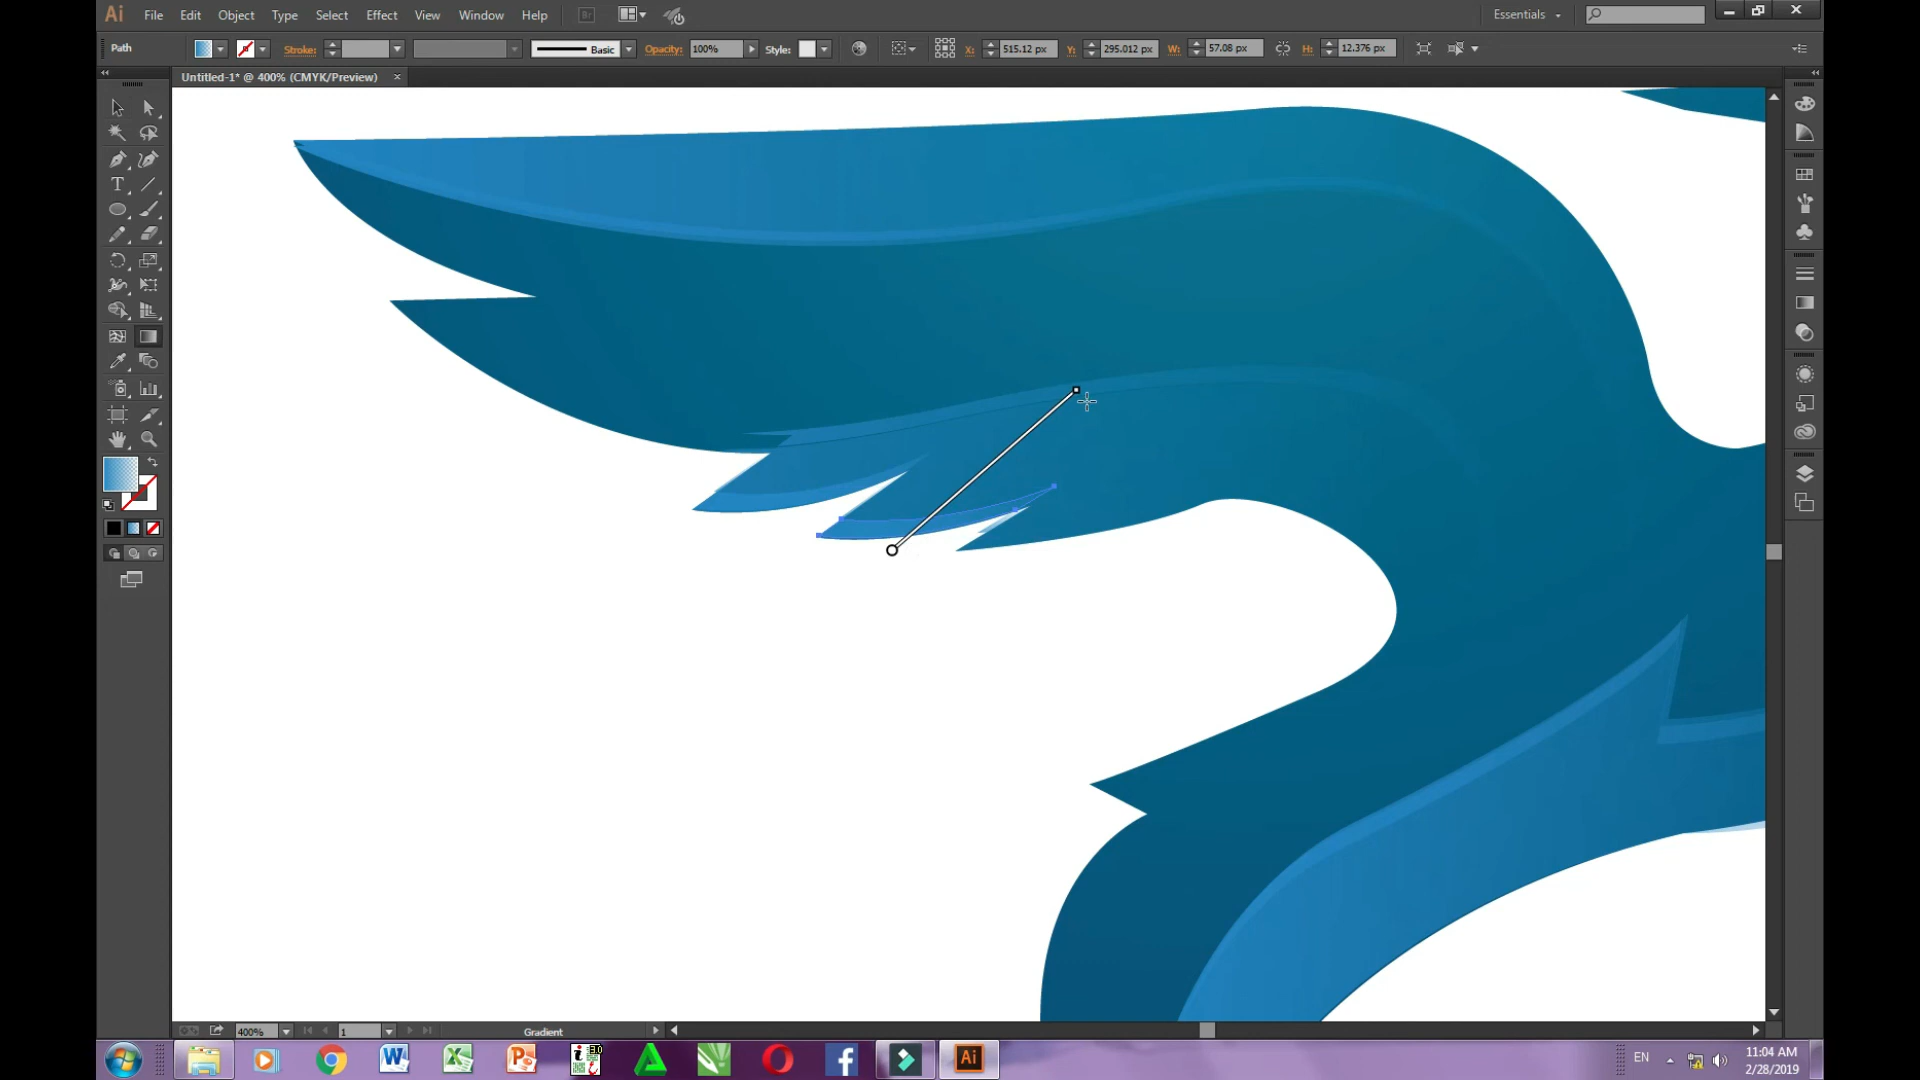 Ai File Edit Object Type Select Effect View Window Help Br Essentials
Path Stroke: Basic Opacity: 100% Style: X: 515.12 px Y: 295.012 px W: 57.08 px H: 12.376 px
Untitled-1* @ 400% (CMYK/Preview)
T
400% 1 Gradient
EN 11:04 AM
2/28/2019
Ai